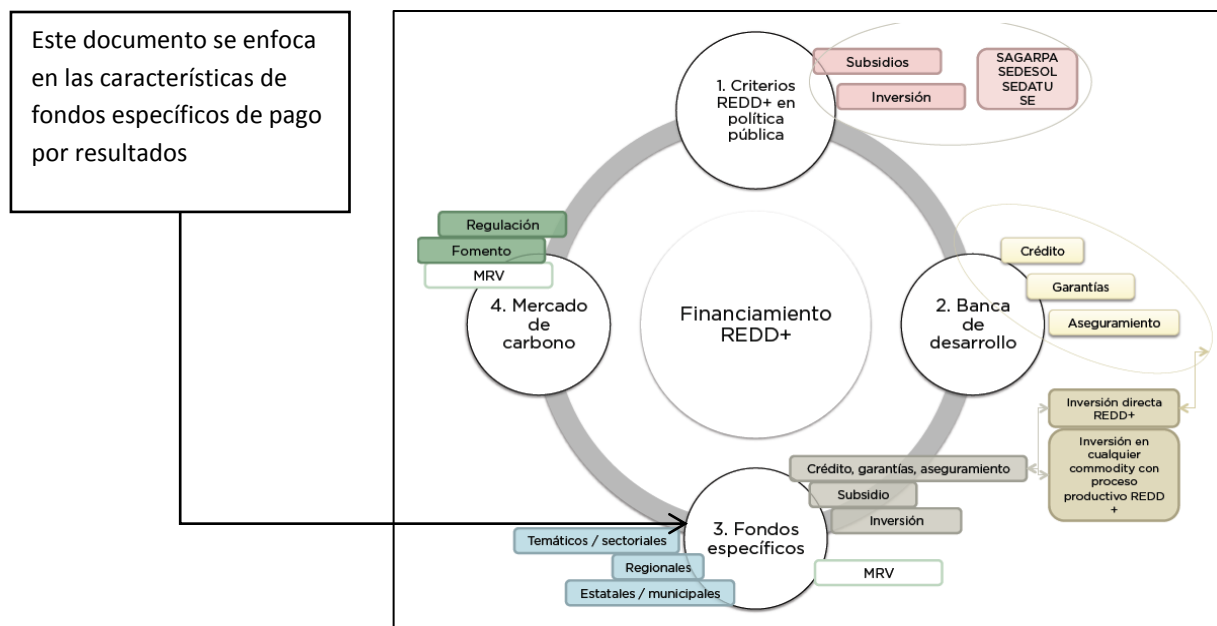 Este documento se enfoca
en las características de
fondos específicos de pago
por resultados
1. Criterios
REDD+ en
política
pública
Subsidios
Inversión
SAGARPA
SEDESOL
SEDATU
SE
Regulación
Fomento
MRV
4. Mercado
de
carbono
Financiamiento
REDD+
2. Banca
de
desarrollo
Crédito
Garantías
Aseguramiento
Inversión directa
REDD+
Inversión en
cualquier
commodity con
proceso
productivo REDD
+
Crédito, garantías, aseguramiento
Subsidio
Inversión
3. Fondos
específicos
Temáticos / sectoriales
Regionales
Estatales / municipales
MRV